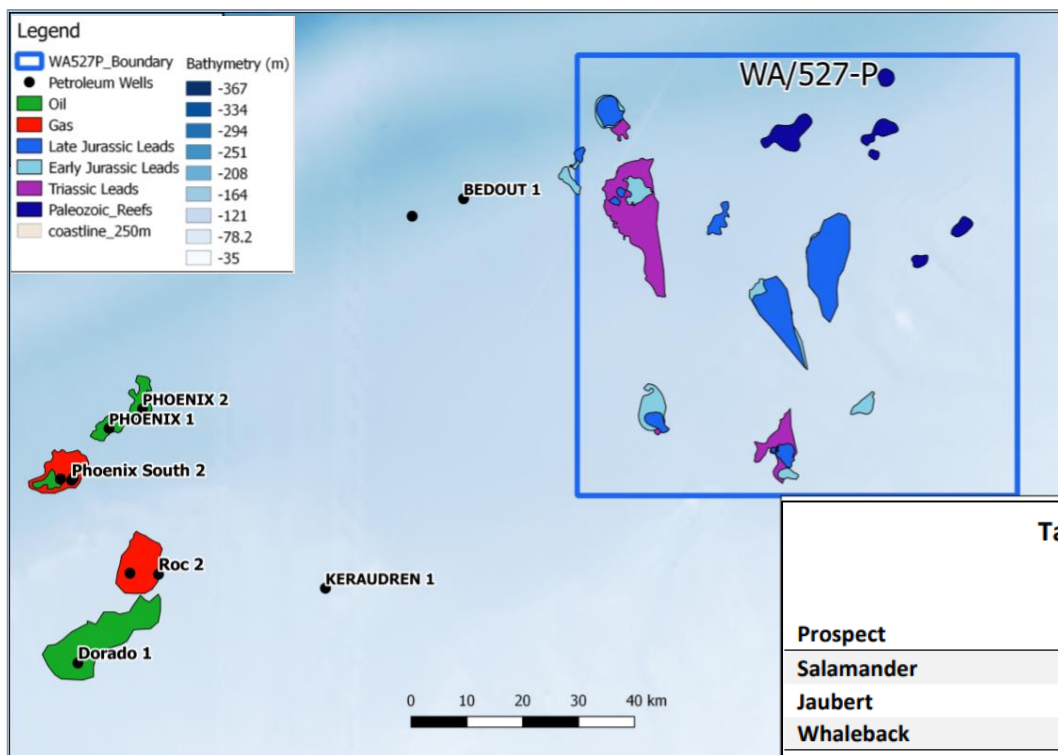 Legend
WA527P_Boundary
Petroleum Wells
Oil
Gas
Late Jurassic Leads
Early Jurassic Leads
Triassic Leads
Paleozoic_Reefs
coastline_250m
Bathymetry (m)
-367
-334
-294
-251
-208
-164
-121
-78.2
-35
WA/527-P
BEDOUT 1
PHOENIX 2
PHOENIX 1
Phoenix South 2
Roc 2
KERAUDREN 1
Dorado 1
0 10 20 30 40 km
Ta
Prospect
Salamander
Jaubert
Whaleback